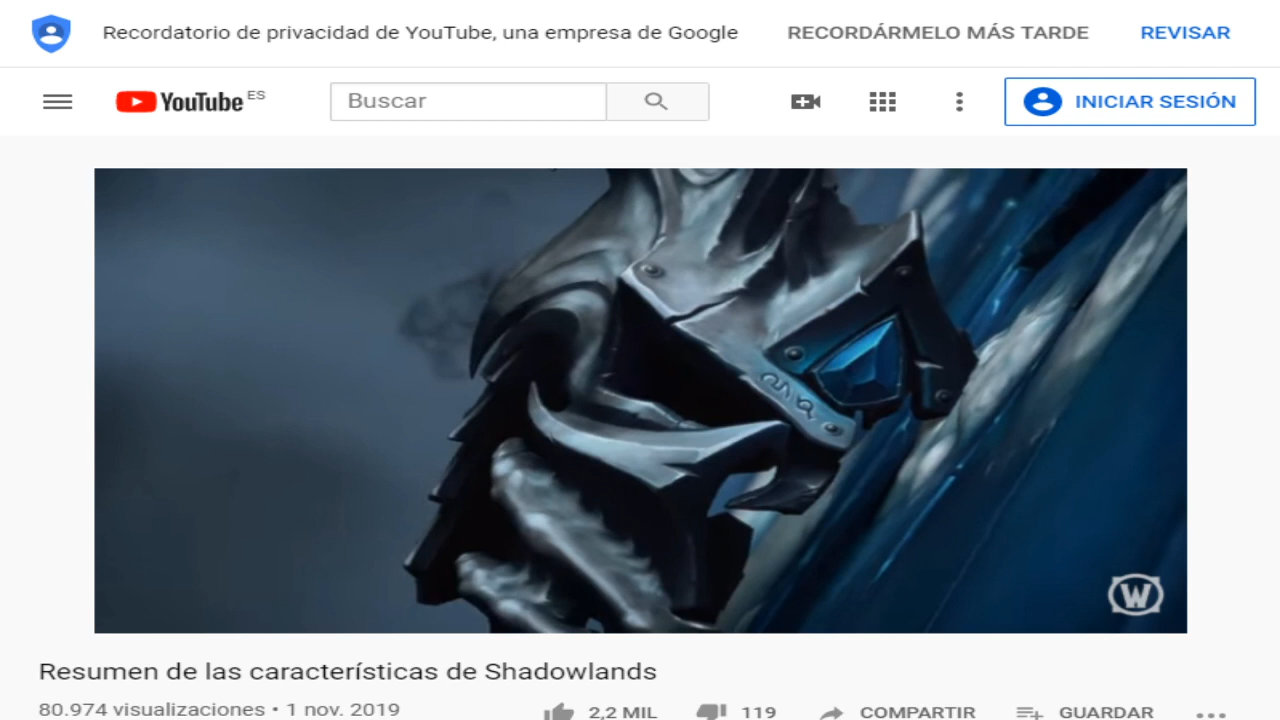 Recordatorio de privacidad de YouTube, una empresa de Google RECORDÁRMELO MÁS TARDE REVISAR
YouTube ES Buscar INICIAR SESIÓN
W
Resumen de las características de Shadowlands
80.974 visualizaciones • 1 nov. 2019 2,2 MIL 119 COMPARTIR GUARDAR